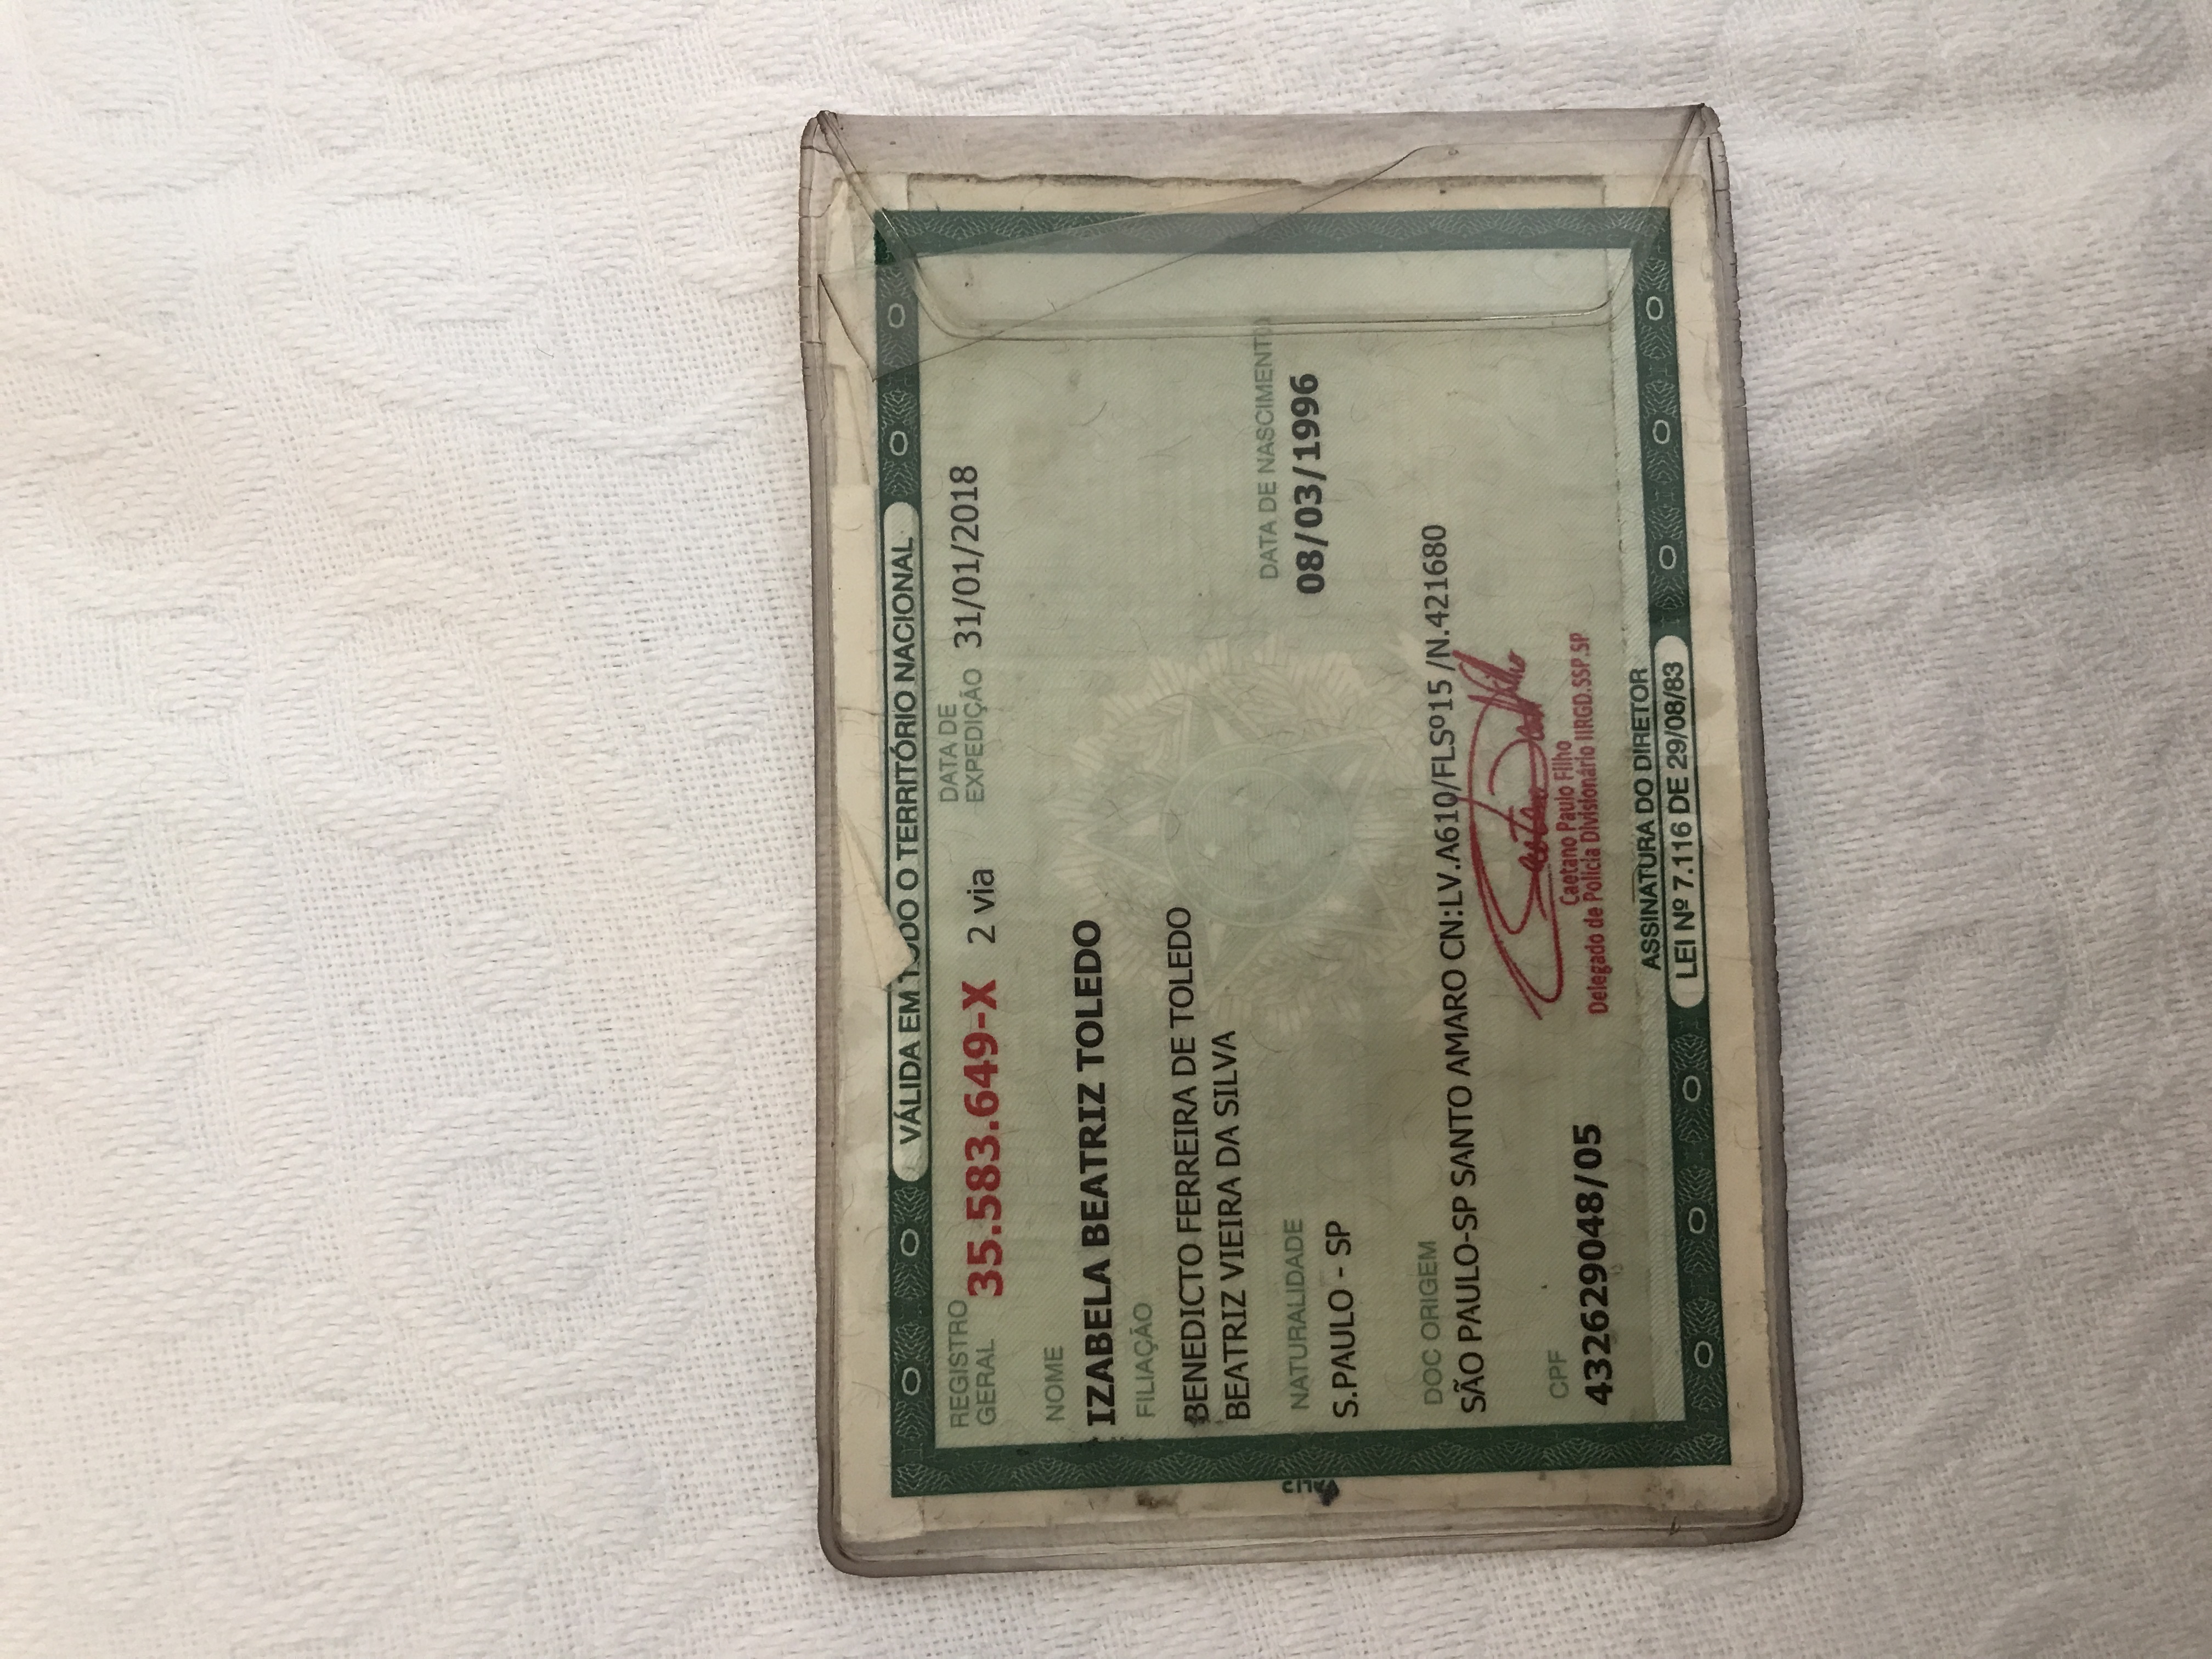 VÁLIDA EM TODO O TERRITÓRIO NACIONAL
REGISTRO GERAL 35.583.649-X 2 via DATA DE EXPEDIÇÃO 31/01/2018
NOME
IZABELA BEATRIZ TOLEDO
FILIAÇÃO
BENEDICTO FERREIRA DE TOLEDO
BEATRIZ VIEIRA DA SILVA
NATURALIDADE
S.PAULO - SP
DATA DE NASCIMENTO
08/03/1996
DOC ORIGEM
SÃO PAULO-SP SANTO AMARO CN:LV.A610/FLSº15 /N.421680
CPF
432629048/05
Caetano Paulo Filho
Delegado de Polícia Divisionário IIRGD.SSP.SP
ASSINATURA DO DIRETOR
LEI Nº 7.116 DE 29/08/83